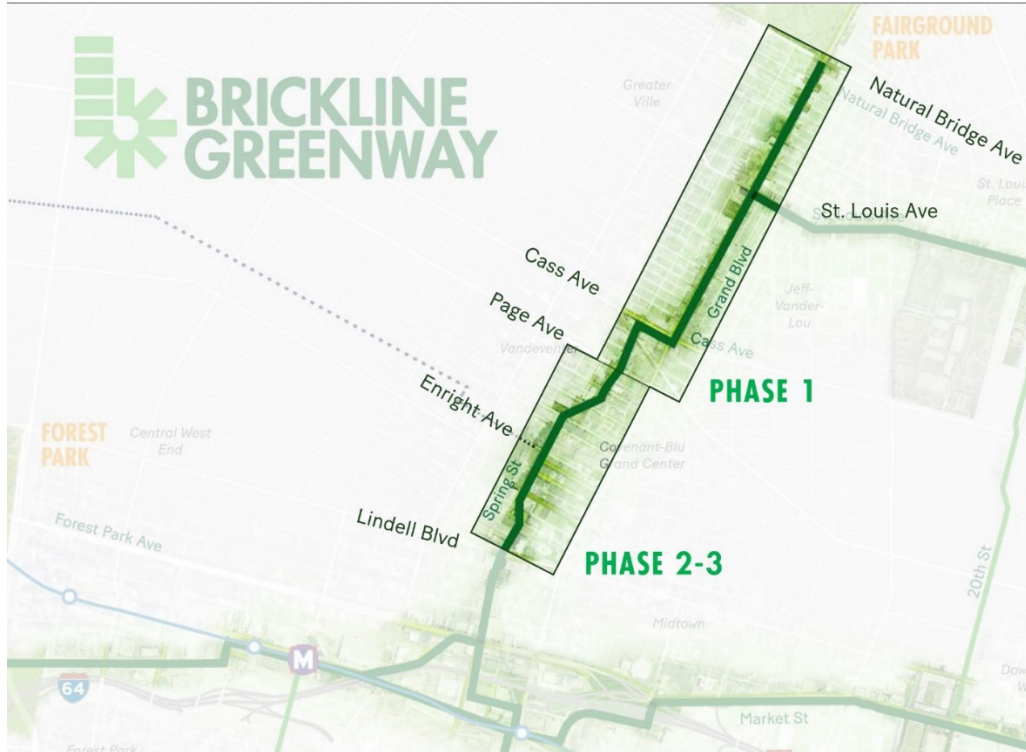 FAIRGROUND
PARK
BRICKLINE
GREENWAY
Greater
Ville
Natural Bridge Ave
Natural Bridge Ave
St. Louis
Place
St. Louis Ave
Cass Ave
Grand Blvd
Jeff-
Vander-
Lou
Page Ave
Vandeventer
Cass Ave
PHASE 1
Enright Ave
FOREST
PARK
Central West
End
Covenant-Blu
Grand Center
Spring St
Lindell Blvd
Forest Park Ave
PHASE 2-3
20th St
Midtown
M
64
Market St
Forest Park